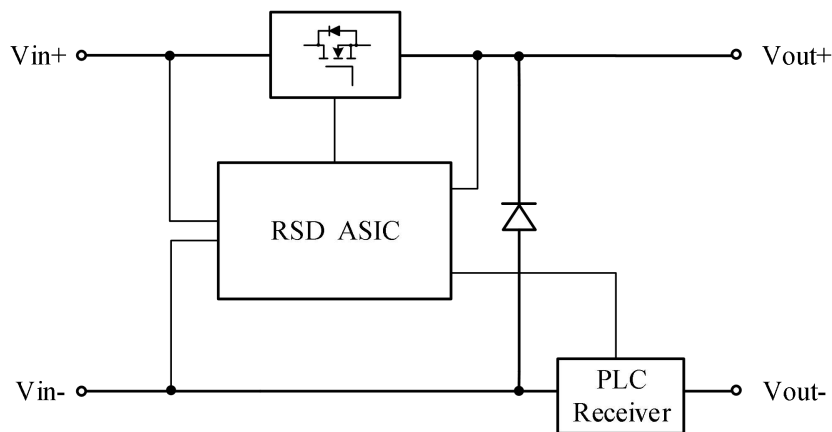 Vin+
Vout+
RSD ASIC
Vin-
PLC
Receiver
Vout-